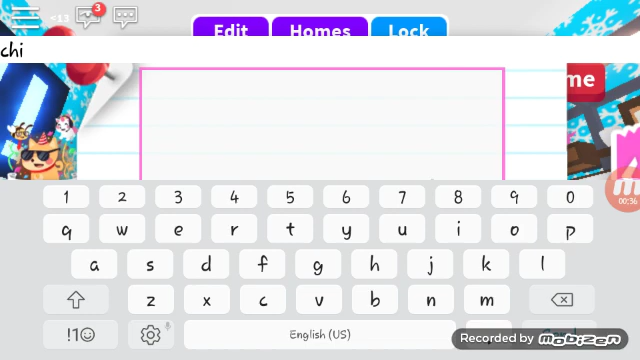 <13
3
Edit
Homes
Lock
chi
me
1 2 3 4 5 6 7 8 9 0
00:36
q w e r t y u i o p
a s d f g h j k l
z x c v b n m
!1☺
English (US)
Recorded by mobizen